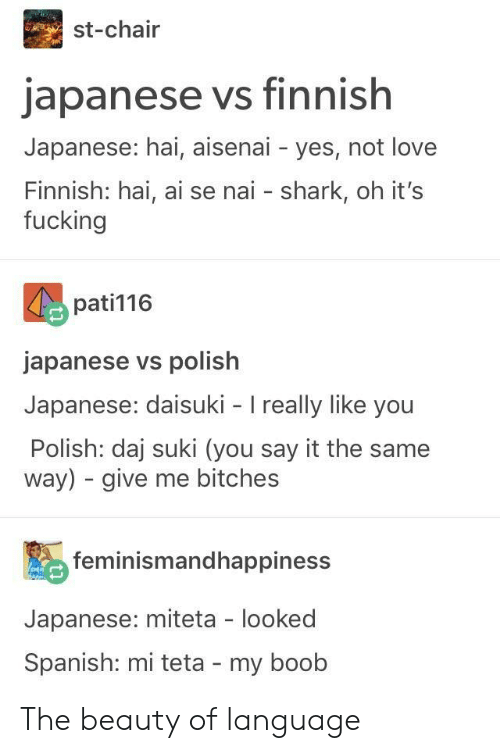 st-chair
japanese vs finnish
Japanese: hai, aisenai - yes, not love
Finnish: hai, ai se nai - shark, oh it's
fucking
pati116
japanese vs polish
Japanese: daisuki - I really like you
Polish: daj suki (you say it the same
way) - give me bitches
feminismandhappiness
Japanese: miteta - looked
Spanish: mi teta - my boob
The beauty of language